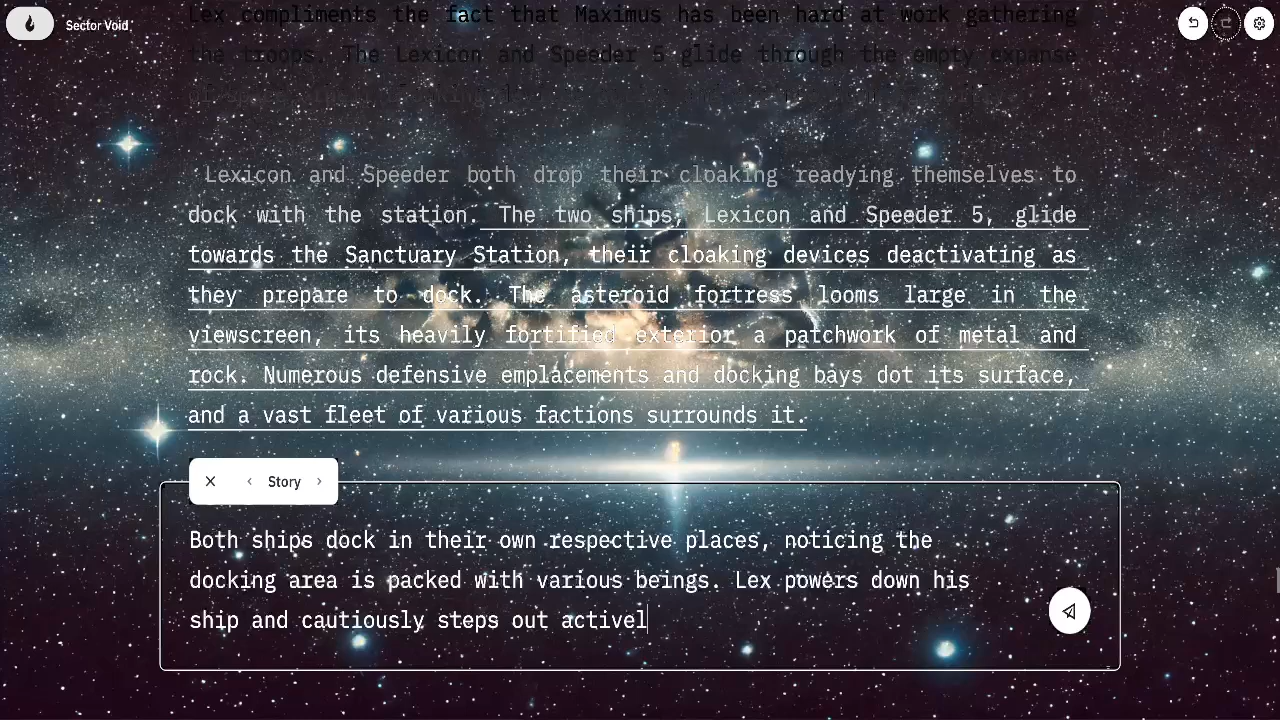 Lex compliments the fact that Maximus has been hard at work gathering
Sector Void
the troops. The Lexicon and Speeder 5 glide through the empty expanse
Lexicon and Speeder both drop their cloaking readying themselves to
dock with the station. The two ships, Lexicon and Speeder 5, glide
towards the Sanctuary Station, their cloaking devices deactivating as
they prepare to dock. The asteroid fortress looms large in the
viewscreen, its heavily fortified exterior a patchwork of metal and
rock. Numerous defensive emplacements and docking bays dot its surface,
and a vast fleet of various factions surrounds it.
Story
Both ships dock in their own respective places, noticing the
docking area is packed with various beings. Lex powers down his
ship and cautiously steps out activel